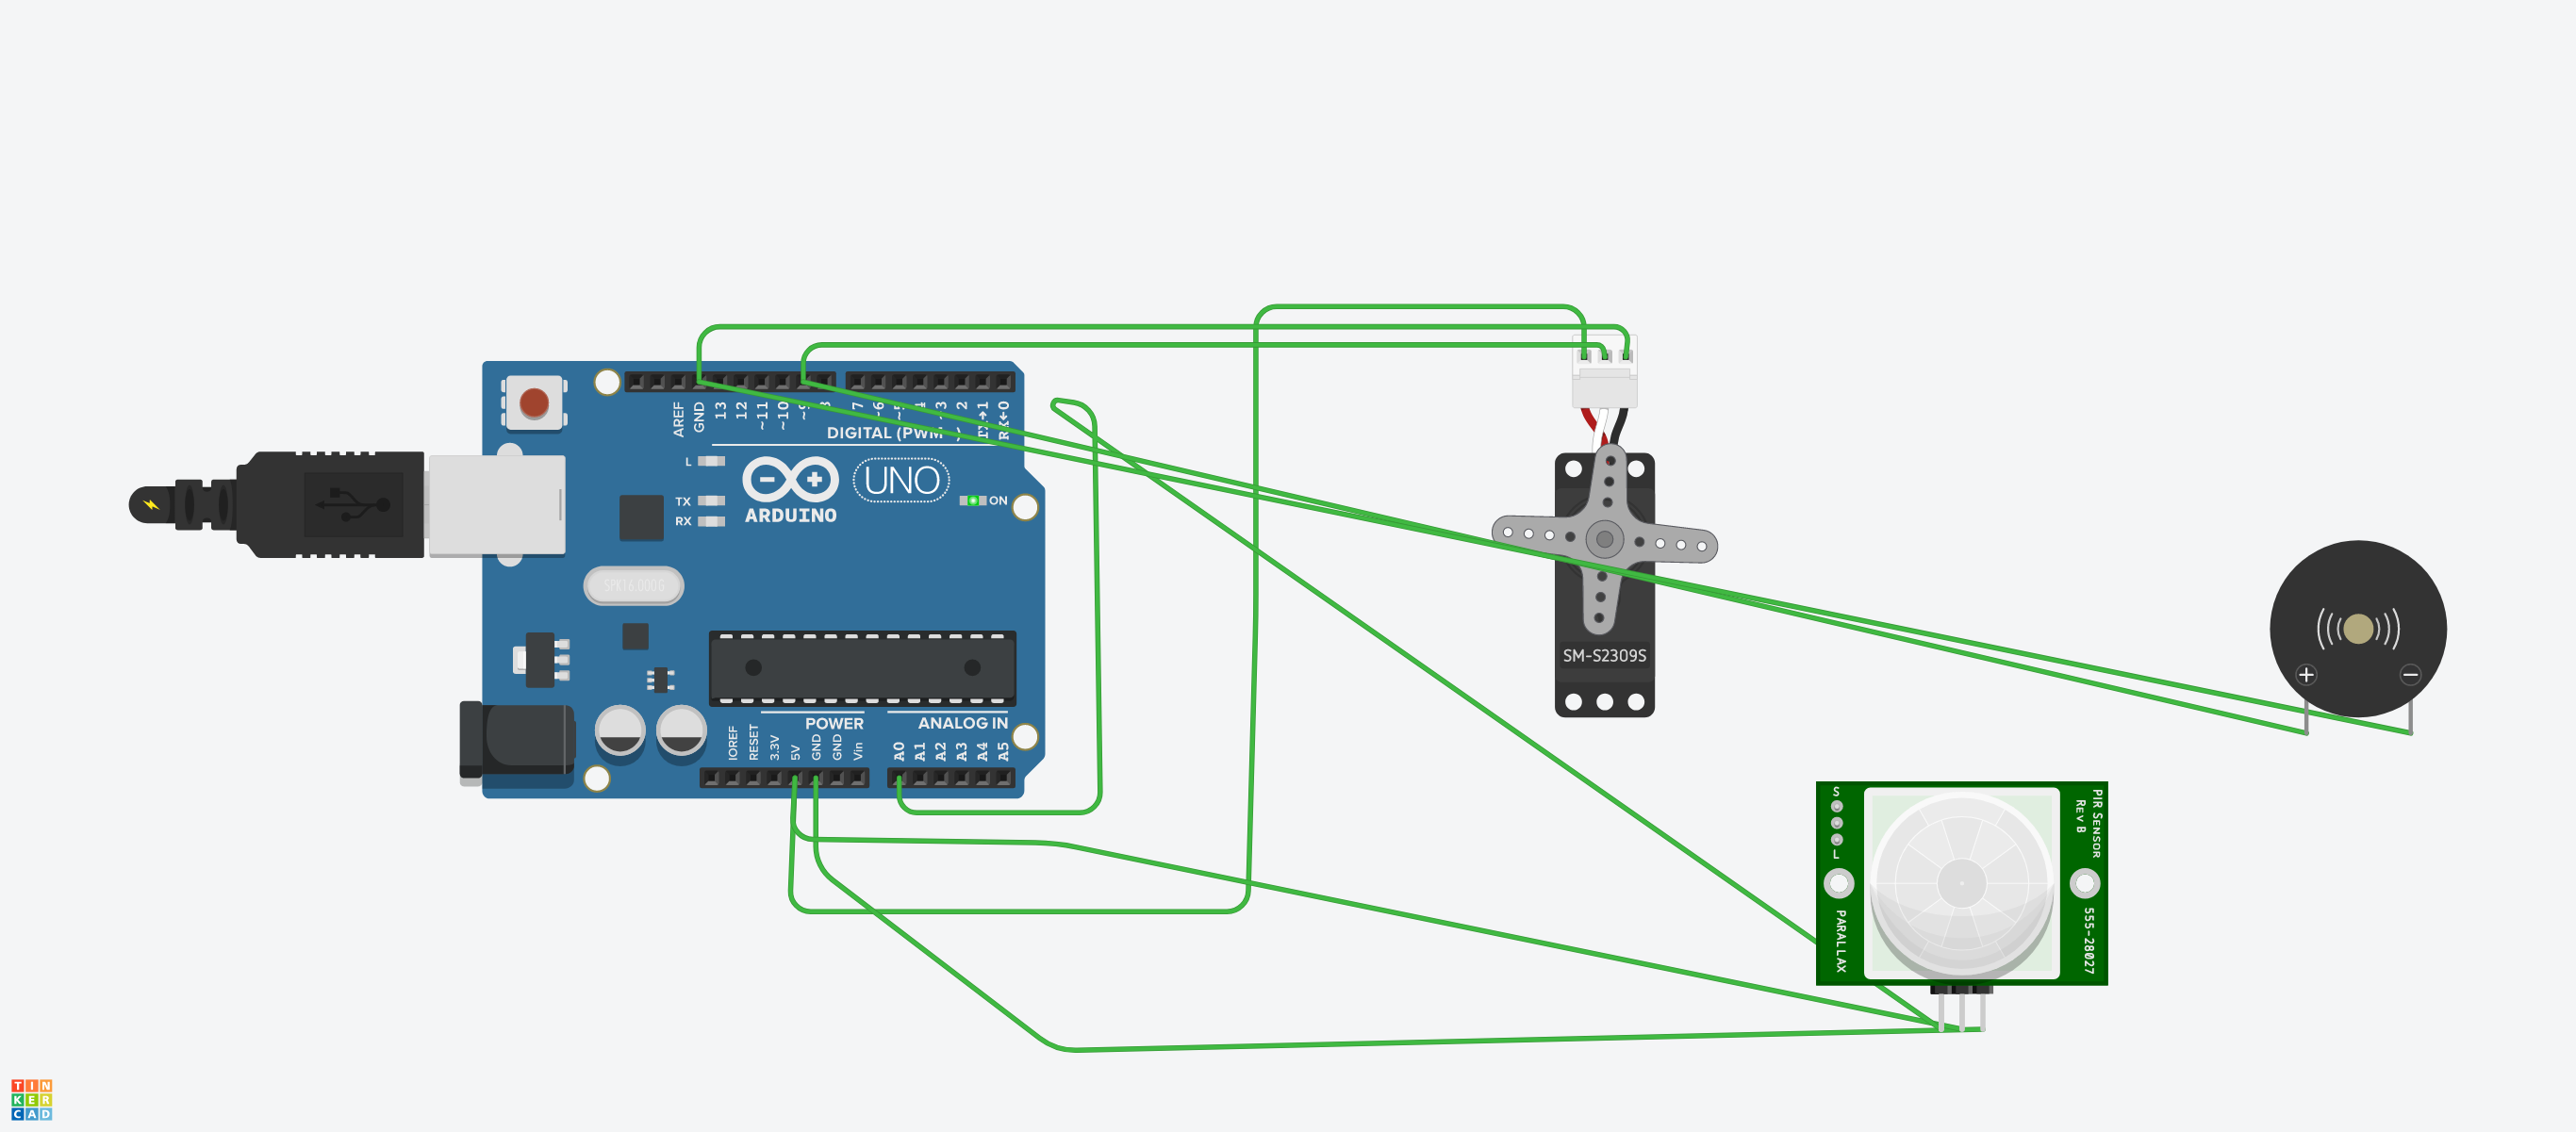 AREF
GND
13
12
~11
~10
~9
8
7
~6
~5
4
~3
2
TX→1
RX←0
DIGITAL (PWM~)
L
TX
RX
ARDUINO
UNO
ON
SPK16.000G
POWER
ANALOG IN
IOREF
RESET
3.3V
5V
GND
GND
Vin
A0
A1
A2
A3
A4
A5
SM-S2309S
S
L
PARALLAX
PIR SENSOR
REV B
555-28027
TIN
KER
CAD